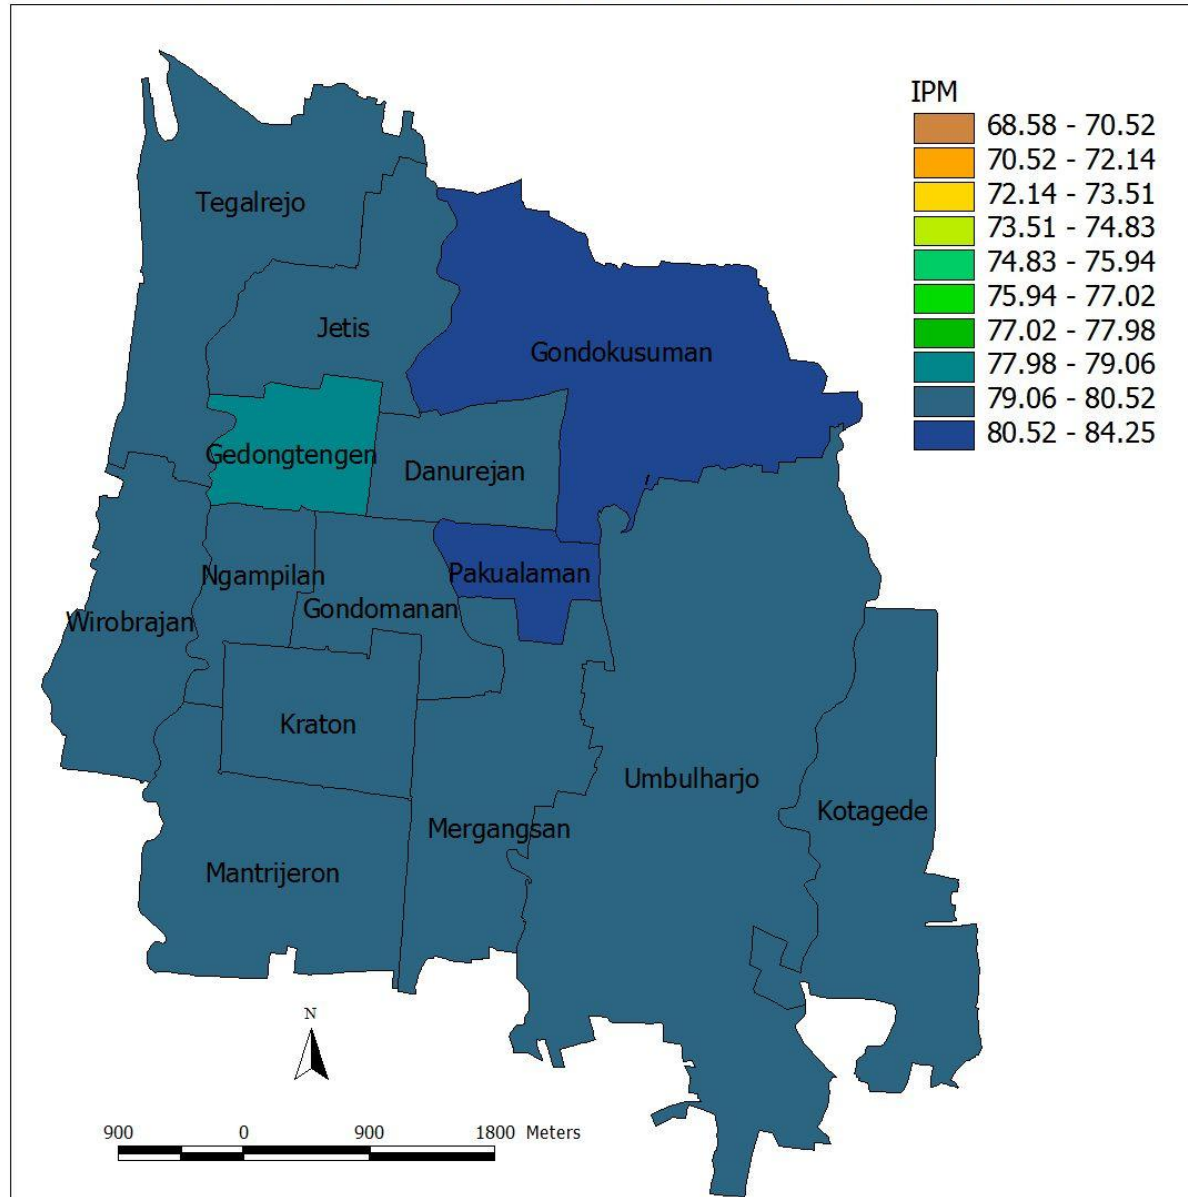 IPM
68.58 - 70.52
70.52 - 72.14
72.14 - 73.51
73.51 - 74.83
74.83 - 75.94
75.94 - 77.02
77.02 - 77.98
77.98 - 79.06
79.06 - 80.52
80.52 - 84.25
Tegalrejo
Jetis
Gondokusuman
Gedongtengen
Danurejan
Ngampilan
Pakualaman
Wirobrajan
Gondomanan
Kraton
Umbulharjo
Kotagede
Mergangsan
Mantrijeron
N
900 0 900 1800 Meters